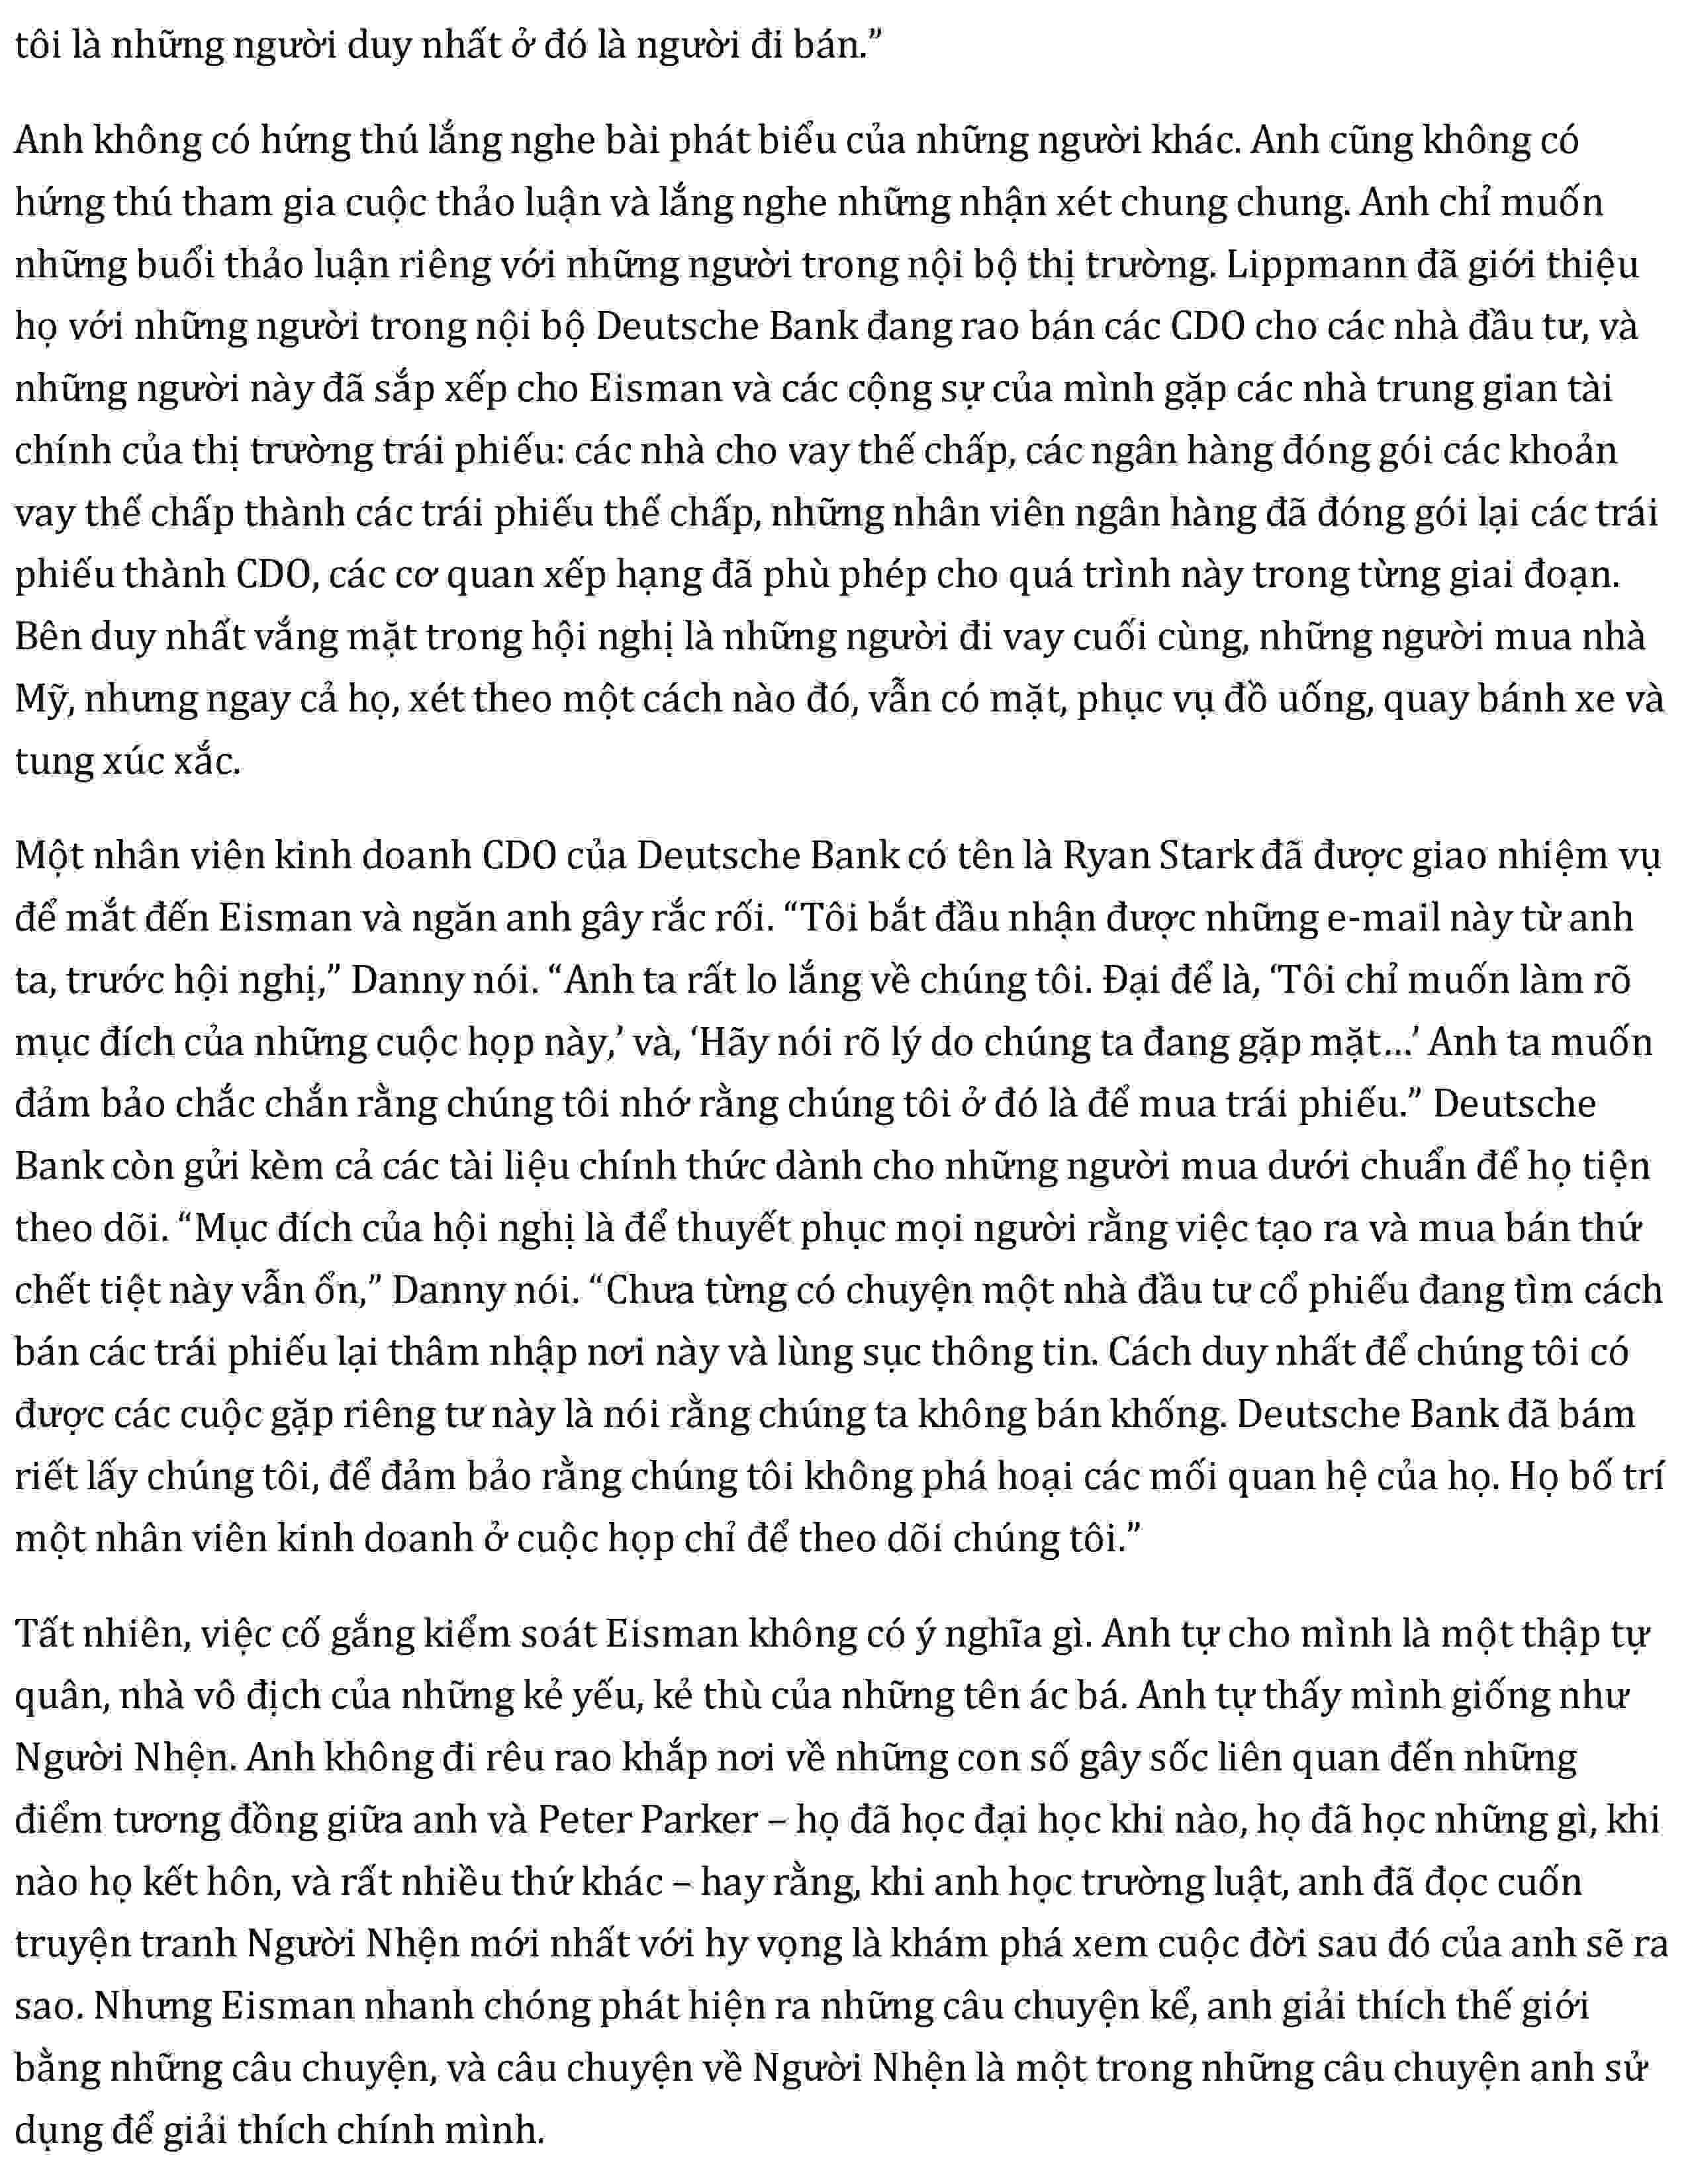 tôi là những người duy nhất ở đó là người đi bán.”
Anh không có hứng thú lắng nghe bài phát biểu của những người khác. Anh cũng không có
hứng thú tham gia cuộc thảo luận và lắng nghe những nhận xét chung chung. Anh chỉ muốn
những buổi thảo luận riêng với những người trong nội bộ thị trường. Lippmann đã giới thiệu
họ với những người trong nội bộ Deutsche Bank đang rao bán các CDO cho các nhà đầu tư, và
những người này đã sắp xếp cho Eisman và các cộng sự của mình gặp các nhà trung gian tài
chính của thị trường trái phiếu: các nhà cho vay thế chấp, các ngân hàng đóng gói các khoản
vay thế chấp thành các trái phiếu thế chấp, những nhân viên ngân hàng đã đóng gói lại các trái
phiếu thành CDO, các cơ quan xếp hạng đã phù phép cho quá trình này trong từng giai đoạn.
Bên duy nhất vắng mặt trong hội nghị là những người đi vay cuối cùng, những người mua nhà
Mỹ, nhưng ngay cả họ, xét theo một cách nào đó, vẫn có mặt, phục vụ đồ uống, quay bánh xe và
tung xúc xắc.
Một nhân viên kinh doanh CDO của Deutsche Bank có tên là Ryan Stark đã được giao nhiệm vụ
để mắt đến Eisman và ngăn anh gây rắc rối. “Tôi bắt đầu nhận được những e-mail này từ anh
ta, trước hội nghị,” Danny nói. “Anh ta rất lo lắng về chúng tôi. Đại để là, ‘Tôi chỉ muốn làm rõ
mục đích của những cuộc họp này,’ và, ‘Hãy nói rõ lý do chúng ta đang gặp mặt...’ Anh ta muốn
đảm bảo chắc chắn rằng chúng tôi nhớ rằng chúng tôi ở đó là để mua trái phiếu.” Deutsche
Bank còn gửi kèm cả các tài liệu chính thức dành cho những người mua dưới chuẩn để họ tiện
theo dõi. “Mục đích của hội nghị là để thuyết phục mọi người rằng việc tạo ra và mua bán thứ
chết tiệt này vẫn ổn,” Danny nói. “Chưa từng có chuyện một nhà đầu tư cổ phiếu đang tìm cách
bán các trái phiếu lại thâm nhập nơi này và lùng sục thông tin. Cách duy nhất để chúng tôi có
được các cuộc gặp riêng tư này là nói rằng chúng ta không bán khống. Deutsche Bank đã bám
riết lấy chúng tôi, để đảm bảo rằng chúng tôi không phá hoại các mối quan hệ của họ. Họ bố trí
một nhân viên kinh doanh ở cuộc họp chỉ để theo dõi chúng tôi.”
Tất nhiên, việc cố gắng kiểm soát Eisman không có ý nghĩa gì. Anh tự cho mình là một thập tự
quân, nhà vô địch của những kẻ yếu, kẻ thù của những tên ác bá. Anh tự thấy mình giống như
Người Nhện. Anh không đi rêu rao khắp nơi về những con số gây sốc liên quan đến những
điểm tương đồng giữa anh và Peter Parker – họ đã học đại học khi nào, họ đã học những gì, khi
nào họ kết hôn, và rất nhiều thứ khác – hay rằng, khi anh học trường luật, anh đã đọc cuốn
truyện tranh Người Nhện mới nhất với hy vọng là khám phá xem cuộc đời sau đó của anh sẽ ra
sao. Nhưng Eisman nhanh chóng phát hiện ra những câu chuyện kể, anh giải thích thế giới
bằng những câu chuyện, và câu chuyện về Người Nhện là một trong những câu chuyện anh sử
dụng để giải thích chính mình.